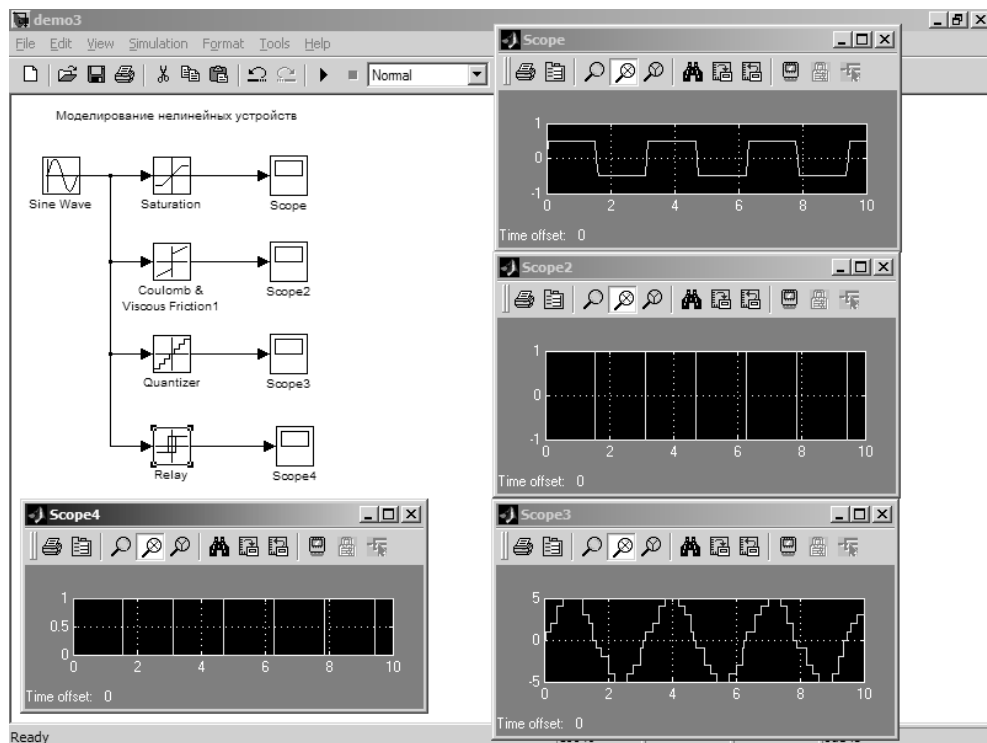 demo3
File Edit View Simulation Format Tools Help
Normal
Моделирование нелинейных устройств
Sine Wave
Saturation
Scope
Coulomb &
Viscous Friction1
Scope2
Quantizer
Scope3
Relay
Scope4
Scope
1
0
-1
0 2 4 6 8 10
Time offset: 0
Scope2
1
0
-1
0 2 4 6 8 10
Time offset: 0
Scope4
1
0.5
0
0 2 4 6 8 10
Time offset: 0
Scope3
5
0
-5
0 2 4 6 8 10
Time offset: 0
Ready